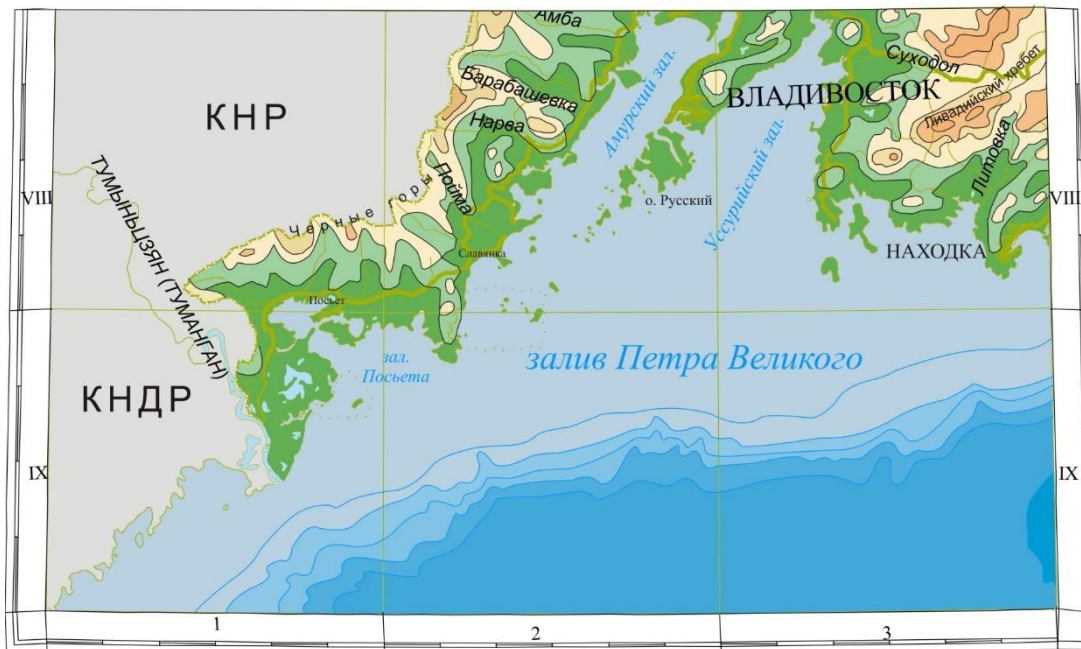 Амба
Барабашевка
Нарва
Пойма
КНР
Черные горы
ТУМЫНЬЦЗЯН (ТУМАНГАН)
КНДР
VIII
IX
Амурский зал.
о. Русский
Уссурийский зал.
ВЛАДИВОСТОК
Суходол
Ливадийский хребет
Литовка
НАХОДКА
VIII
Славянка
Посьет
зал.
Посьета
залив Петра Великого
IX
1
2
3